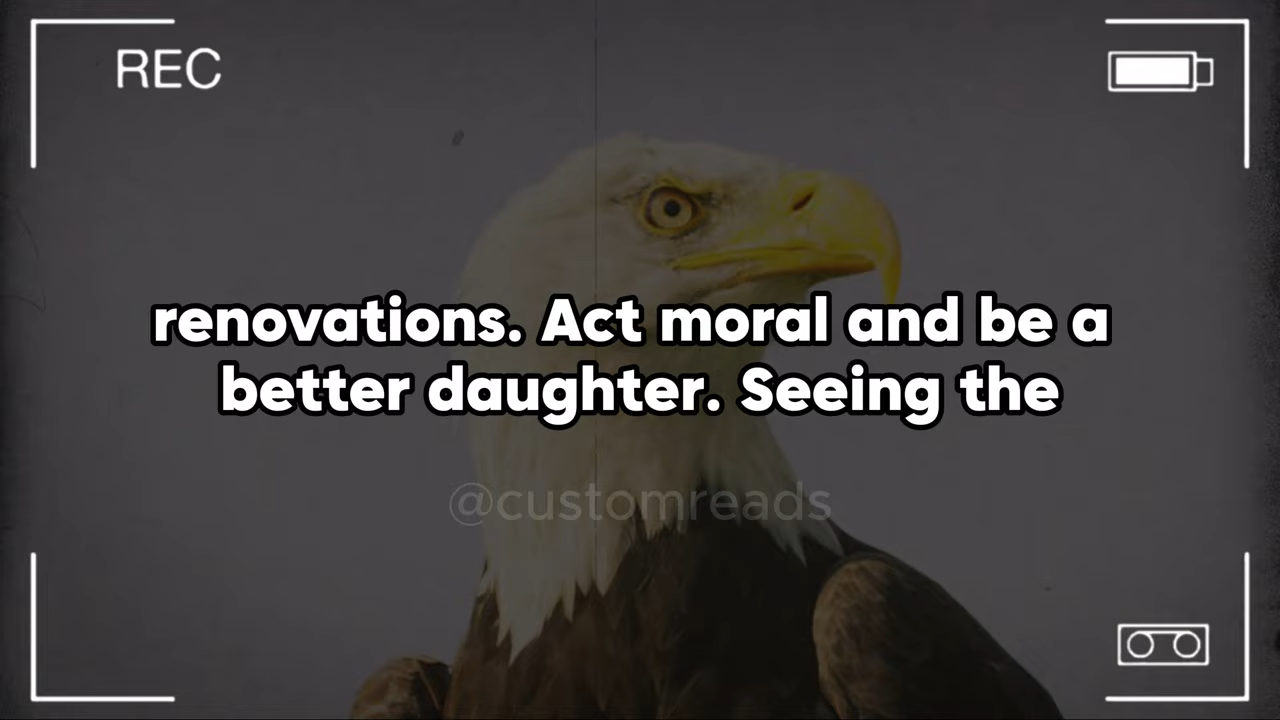 REC
renovations. Act moral and be a
better daughter. Seeing the
@customreads